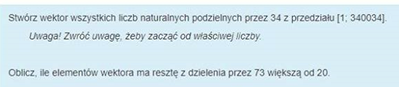 Stwórz wektor wszystkich liczb naturalnych podzielnych przez 34 z przedziału [1; 340034].
Uwaga! Zwróć uwagę, żeby zacząć od właściwej liczby.
Oblicz, ile elementów wektora ma resztę z dzielenia przez 73 większą od 20.